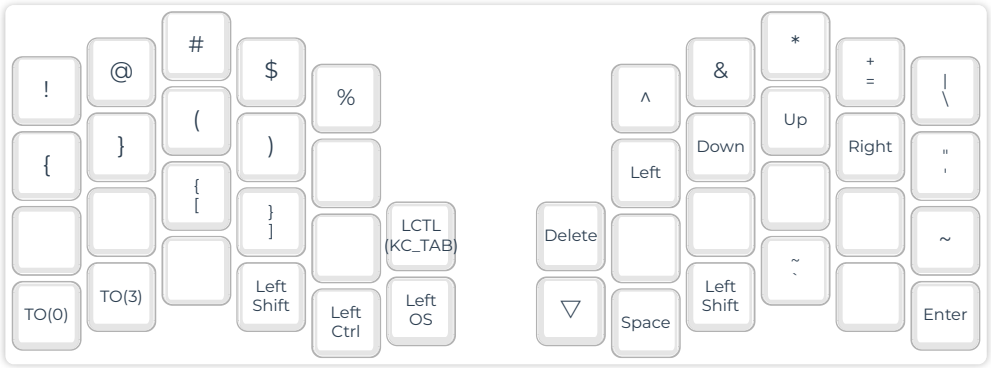 ! @ # $ % ^ & * + |
= \
{ } ( ) Left Down Up Right "
'
{ } LCTL Delete ~
[ ] (KC_TAB)
TO(0) TO(3) Left Left Left ▽ Space Left ~ Enter
Shift Ctrl OS Shift `